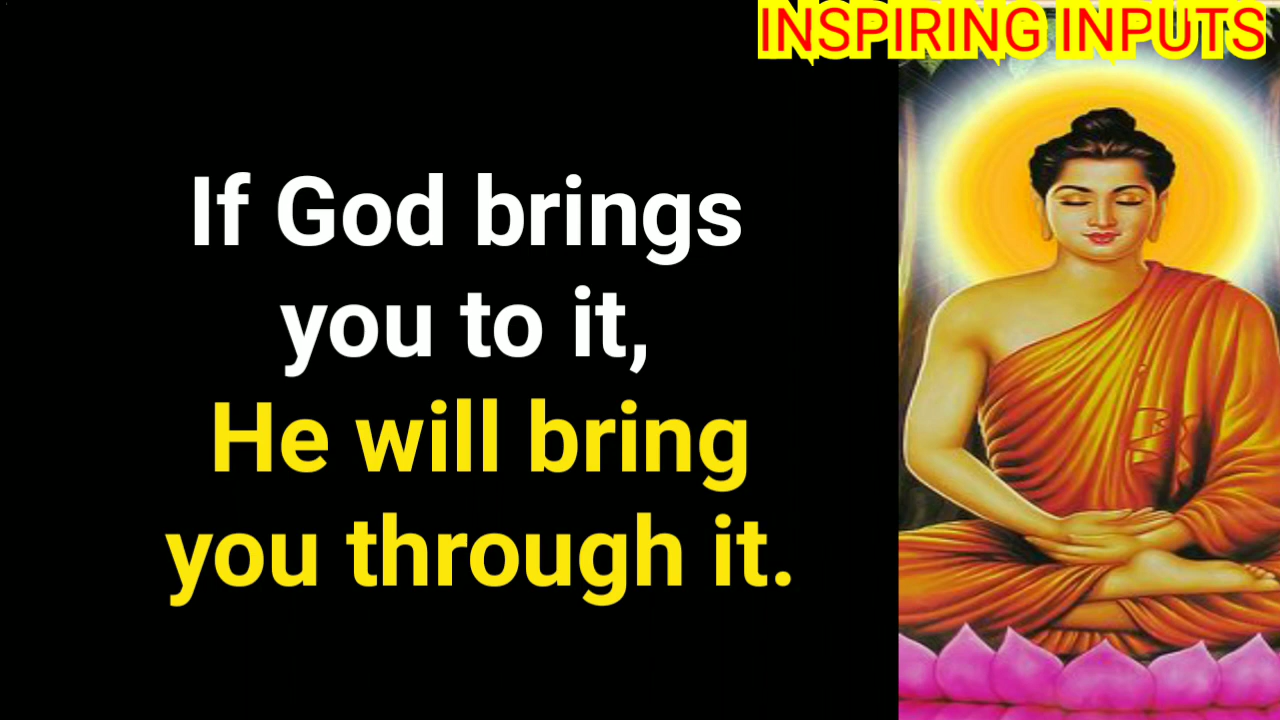 INSPIRING INPUTS
If God brings
you to it,
He will bring
you through it.